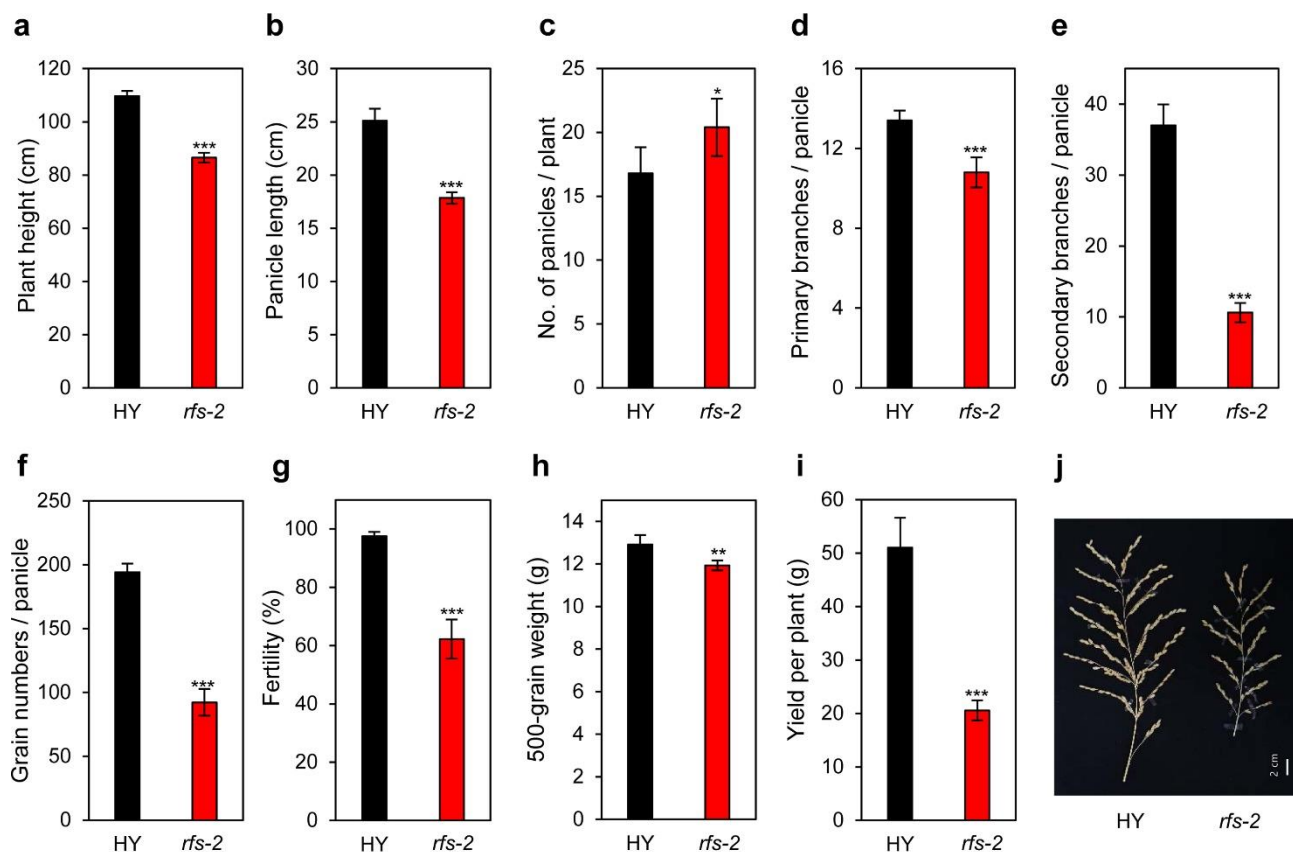 a
Plant height (cm)
120
100
80
60
40
20
0
***
HY rfs-2
b
Panicle length (cm)
30
25
20
15
10
5
0
***
HY rfs-2
c
No. of panicles / plant
25
20
15
10
5
0
*
HY rfs-2
d
Primary branches / panicle
16
12
8
4
0
***
HY rfs-2
e
Secondary branches / panicle
40
30
20
10
0
***
HY rfs-2
f
Grain numbers / panicle
250
200
150
100
50
0
***
HY rfs-2
g
Fertility (%)
100
80
60
40
20
0
***
HY rfs-2
h
500-grain weight (g)
14
12
10
8
6
4
2
0
**
HY rfs-2
i
Yield per plant (g)
60
50
40
30
20
10
0
***
HY rfs-2
j
2 cm
HY rfs-2